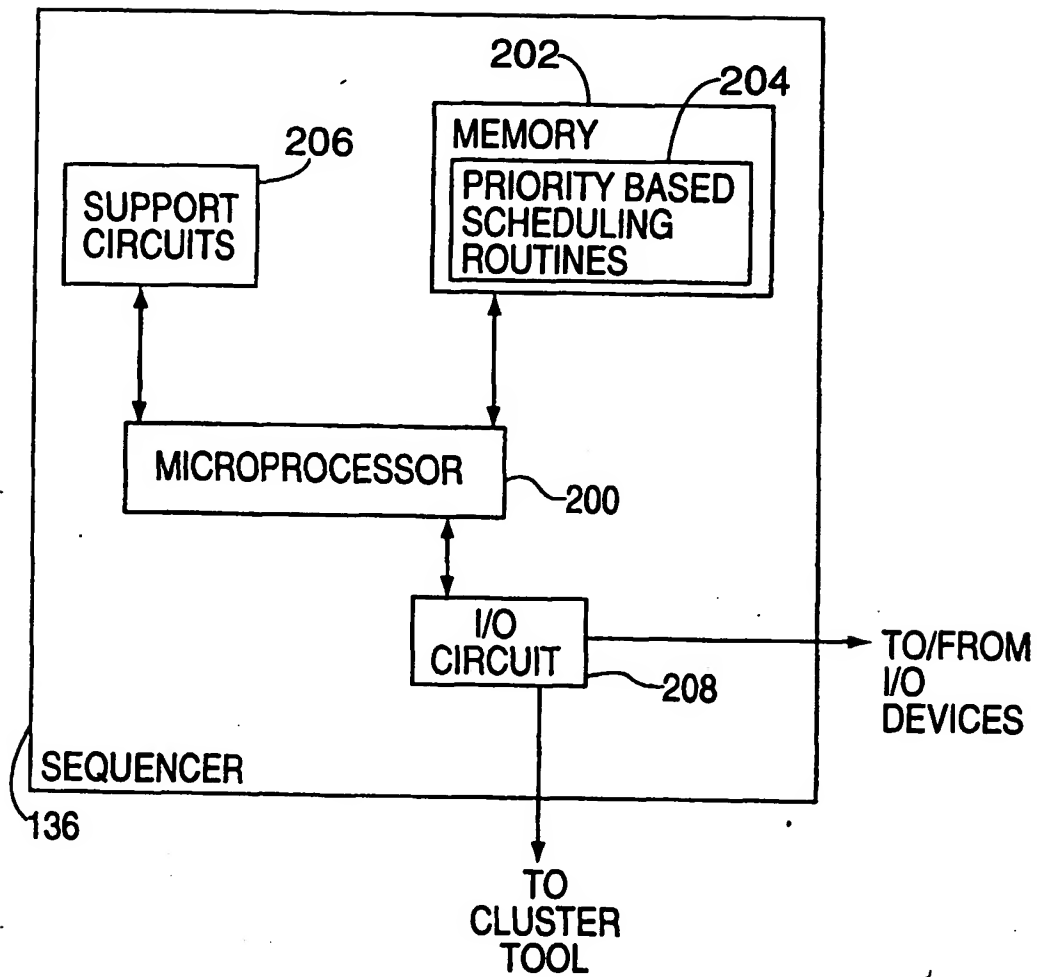 202
204
206
MEMORY
PRIORITY BASED
SCHEDULING
ROUTINES
SUPPORT
CIRCUITS
MICROPROCESSOR
200
I/O
CIRCUIT
208
TO/FROM
I/O
DEVICES
SEQUENCER
136
TO
CLUSTER
TOOL